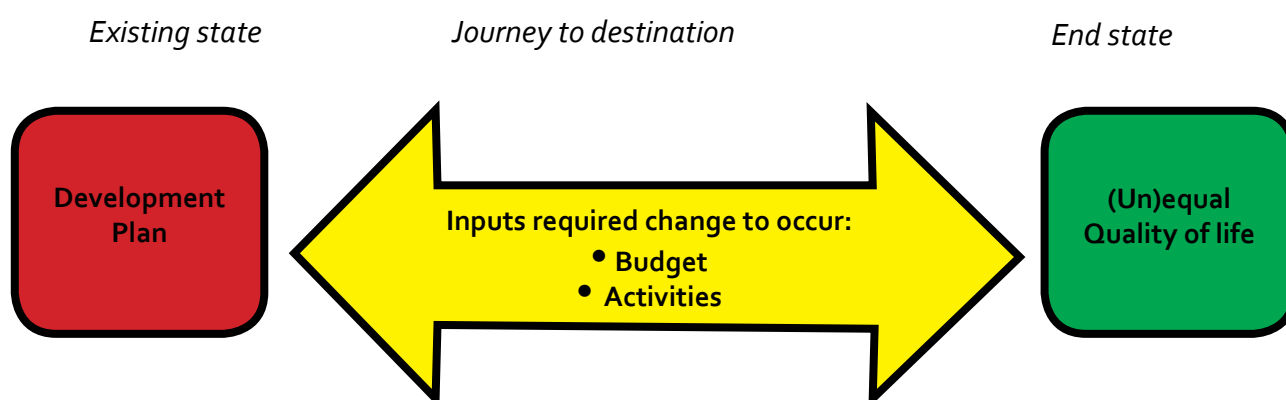 Existing state
Journey to destination
End state
Development
Plan
Inputs required change to occur:
• Budget
• Activities
(Un)equal
Quality of life